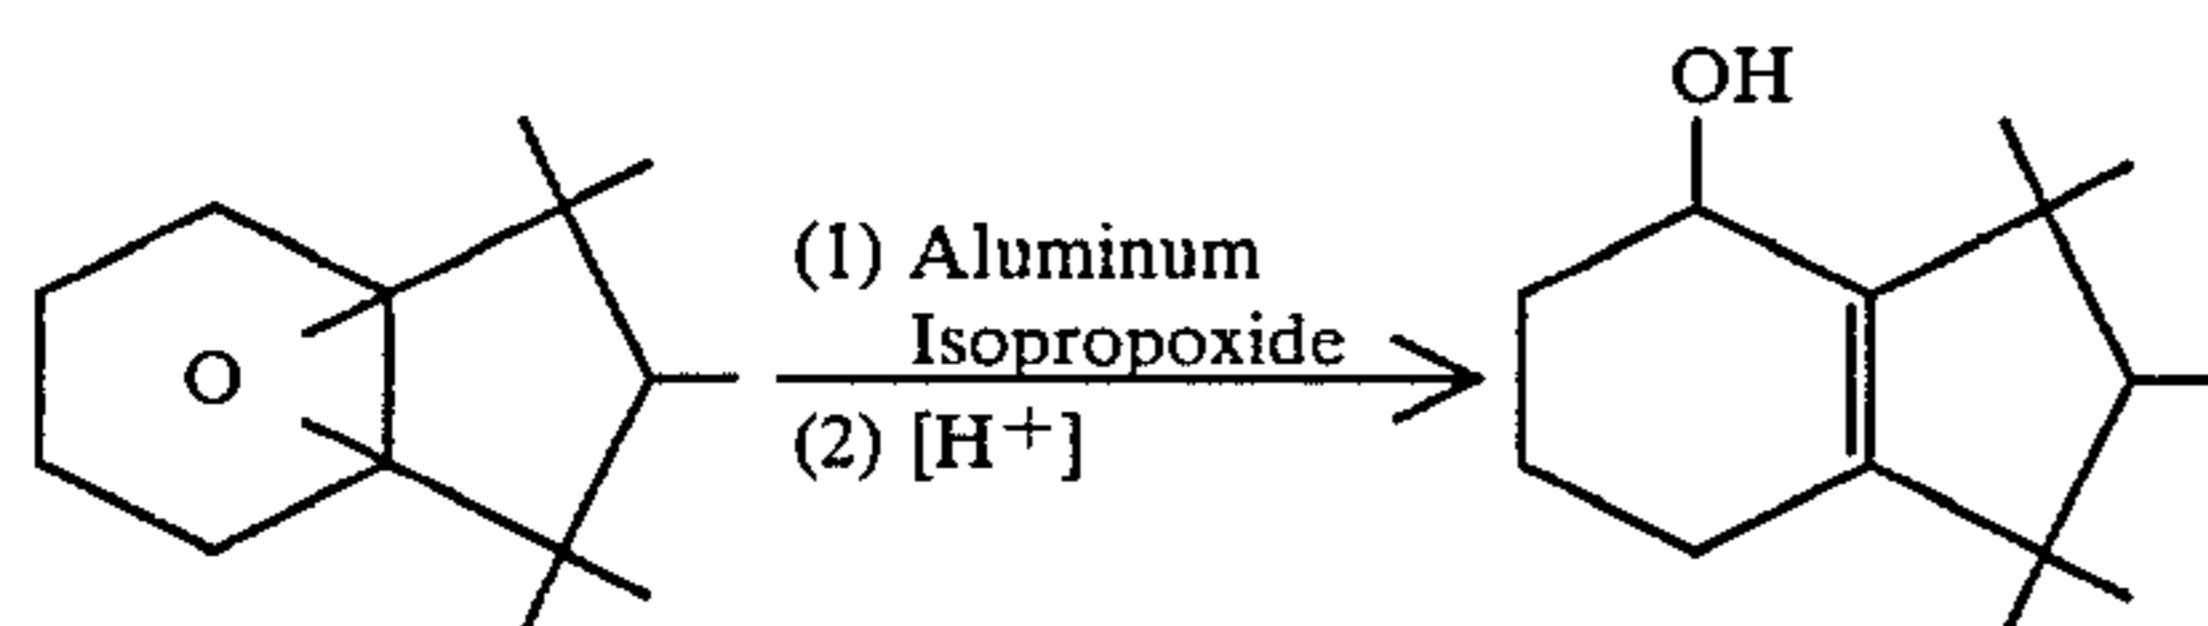 OH
(1) Aluminum
Isopropoxide
O
(2) [H+]